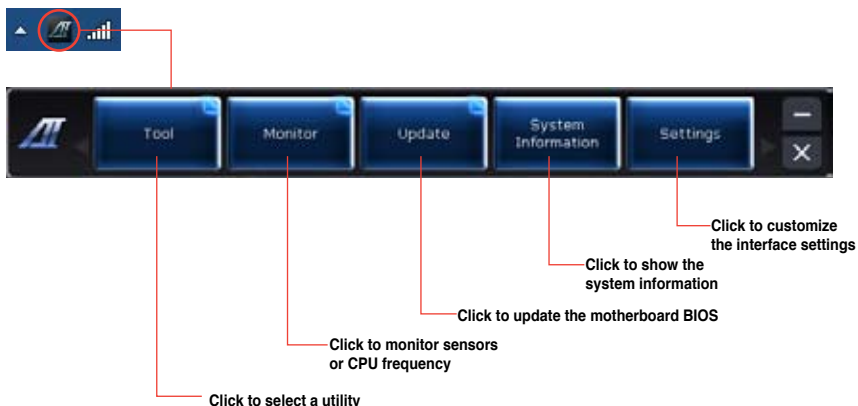 Tool
Monitor
Update
System
Information
Settings
Click to customize
the interface settings
Click to show the
system information
Click to update the motherboard BIOS
Click to monitor sensors
or CPU frequency
Click to select a utility